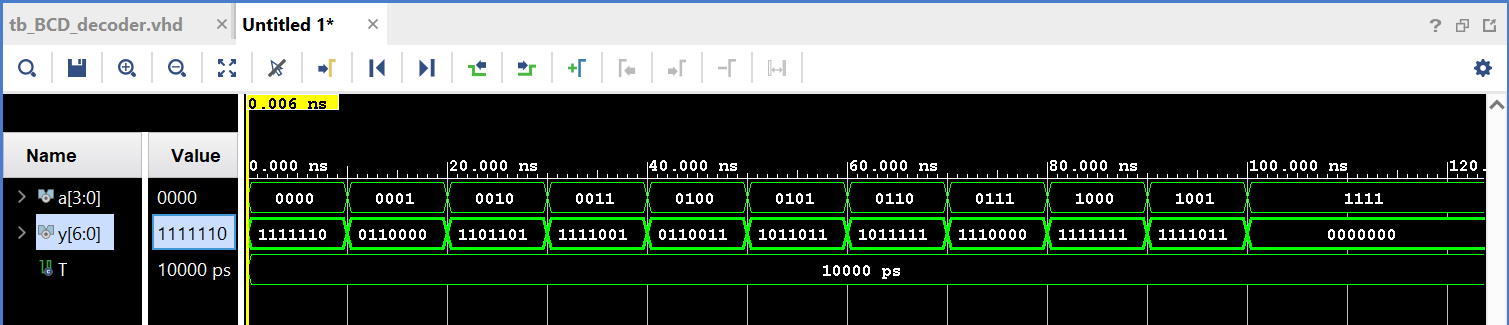 tb_BCD_decoder.vhd × Untitled 1* × ?
0.006 ns
Name Value
0.000 ns 20.000 ns 40.000 ns 60.000 ns 80.000 ns 100.000 ns 120.
a[3:0] 0000 0000 0001 0010 0011 0100 0101 0110 0111 1000 1001 1111
y[6:0] 1111110 1111110 0110000 1101101 1111001 0110011 1011011 1011111 1110000 1111111 1111011 0000000
T 10000 ps 10000 ps